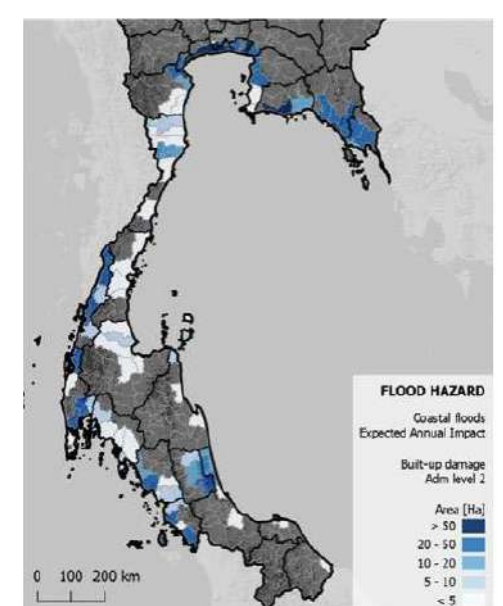 FLOOD HAZARD
Coastal floods
Expected Annual Impact
Built-up damage
Adm level 2
Area [Ha]
> 50
20 - 50
10 - 20
5 - 10
< 5
0 100 200 km